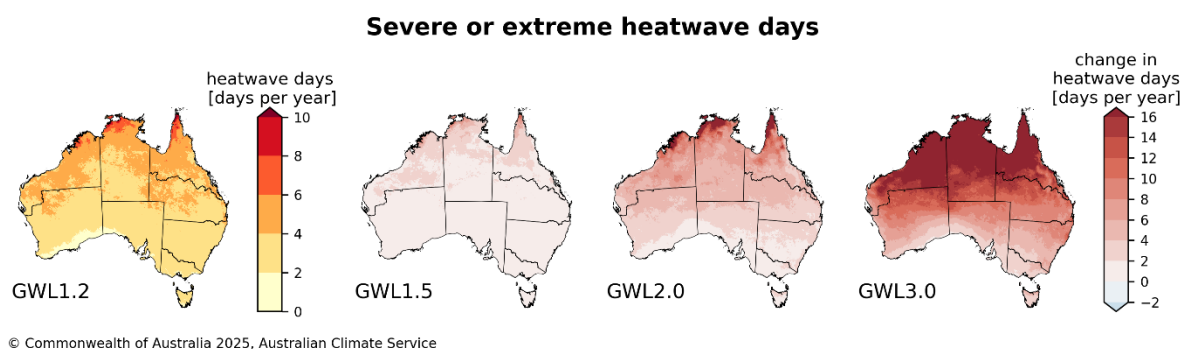 Severe or extreme heatwave days
heatwave days
[days per year]
10
8
6
4
2
0
GWL1.2
GWL1.5
GWL2.0
GWL3.0
change in
heatwave days
[days per year]
16
14
12
10
8
6
4
2
0
−2
© Commonwealth of Australia 2025, Australian Climate Service